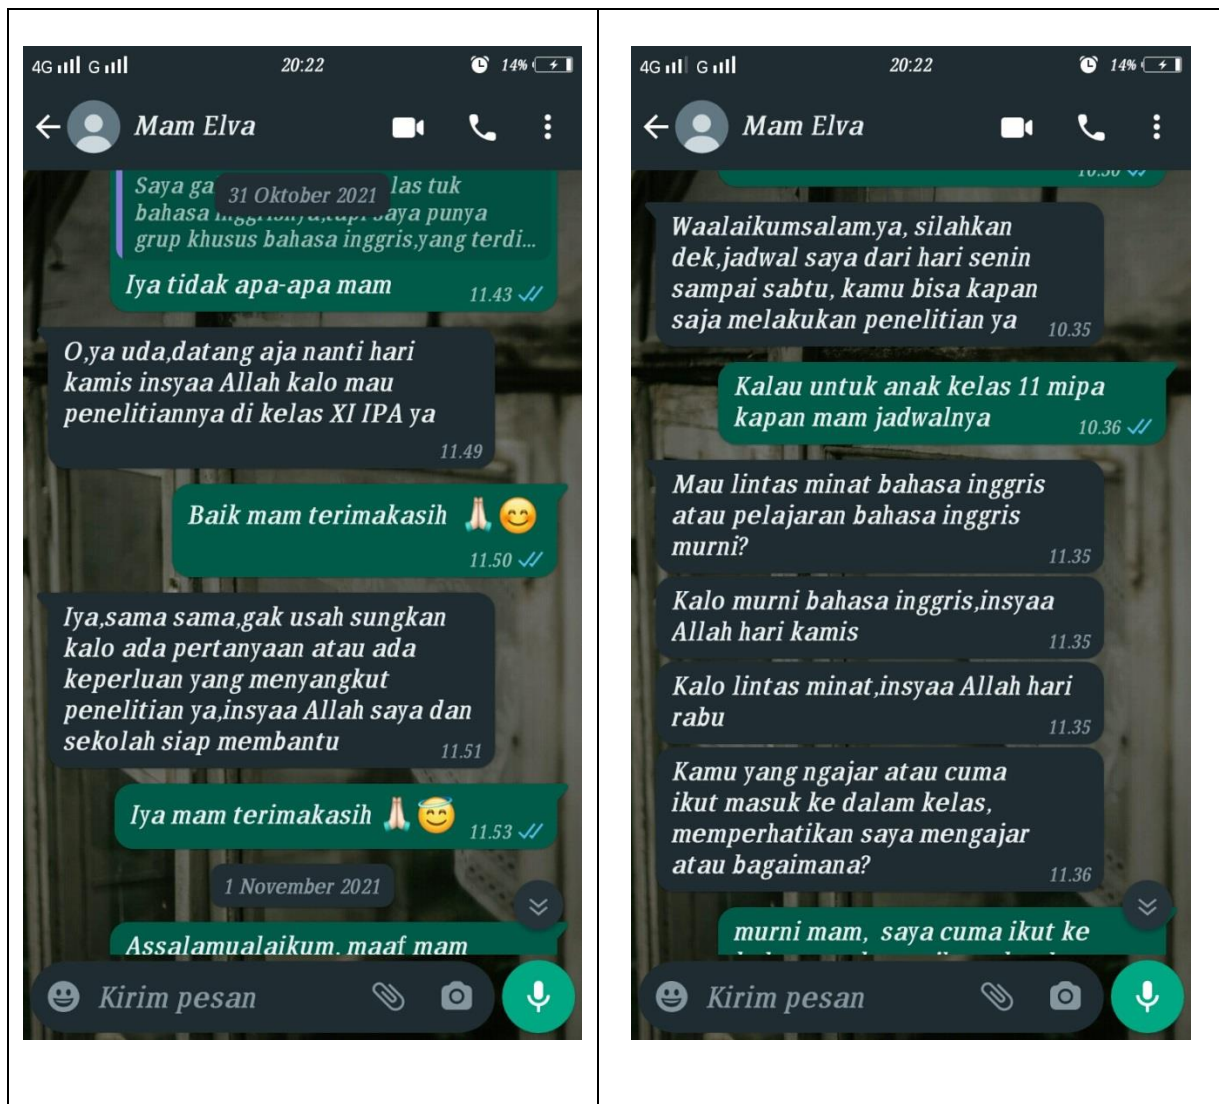 4G G 20:22 14%
Mam Elva
Saya ga las tuk
31 Oktober 2021
bahasa inggrisnya,tapi saya punya
grup khusus bahasa inggris,yang terdi...
Iya tidak apa-apa mam
11.43
O,ya uda,datang aja nanti hari
kamis insyaa Allah kalo mau
penelitiannya di kelas XI IPA ya
11.49
Baik mam terimakasih
11.50
Iya,sama sama,gak usah sungkan
kalo ada pertanyaan atau ada
keperluan yang menyangkut
penelitian ya,insyaa Allah saya dan
sekolah siap membantu 11.51
Iya mam terimakasih 11.53
1 November 2021
Assalamualaikum, maaf mam
Kirim pesan
4G G 20:22 14%
Mam Elva
10.30
Waalaikumsalam.ya, silahkan
dek,jadwal saya dari hari senin
sampai sabtu, kamu bisa kapan
saja melakukan penelitian ya 10.35
Kalau untuk anak kelas 11 mipa
kapan mam jadwalnya 10.36
Mau lintas minat bahasa inggris
atau pelajaran bahasa inggris
murni? 11.35
Kalo murni bahasa inggris,insyaa
Allah hari kamis 11.35
Kalo lintas minat,insyaa Allah hari
rabu 11.35
Kamu yang ngajar atau cuma
ikut masuk ke dalam kelas,
memperhatikan saya mengajar
atau bagaimana? 11.36
murni mam, saya cuma ikut ke
Kirim pesan